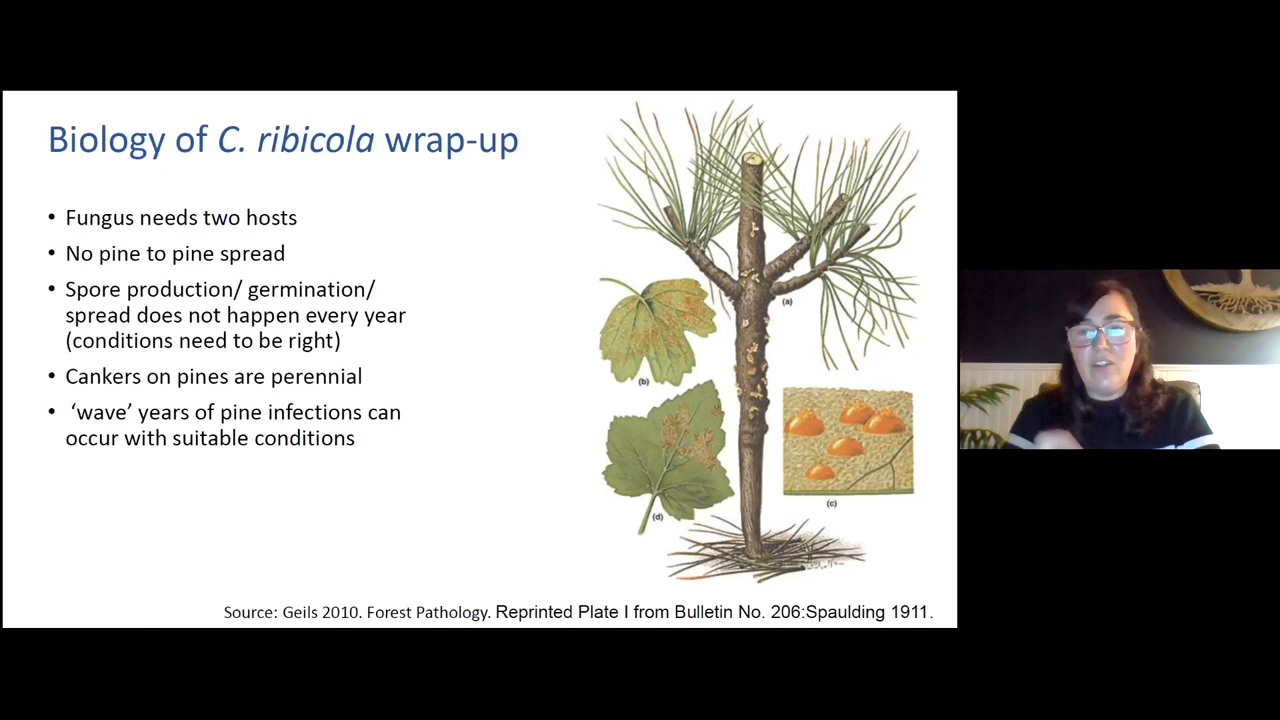 Biology of C. ribicola wrap-up
• Fungus needs two hosts
• No pine to pine spread
• Spore production/ germination/
spread does not happen every year
(conditions need to be right)
• Cankers on pines are perennial
• ‘wave’ years of pine infections can
occur with suitable conditions
(a)
(b)
(c)
(d)
Source: Geils 2010. Forest Pathology. Reprinted Plate I from Bulletin No. 206:Spaulding 1911.